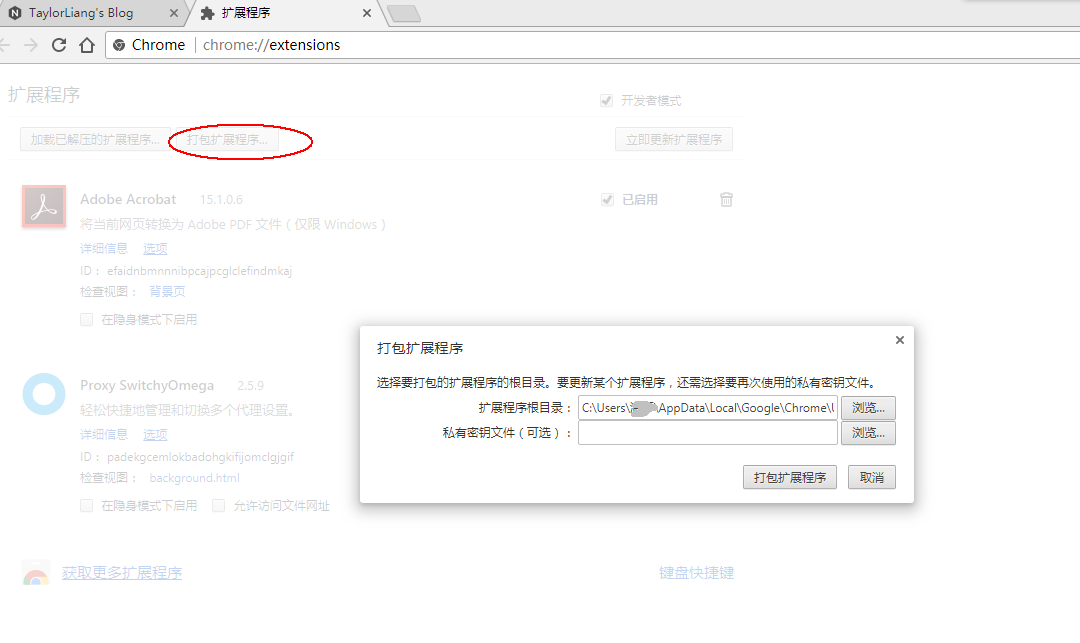 TaylorLiang's Blog
扩展程序
Chrome
chrome://extensions
扩展程序
开发者模式
加载已解压的扩展程序...
打包扩展程序...
立即更新扩展程序
Adobe Acrobat 15.1.0.6
已启用
将当前网页转换为 Adobe PDF 文件（仅限 Windows）
详细信息 选项
ID： efaidnbmnnnibpcajpcglclefindmkaj
检查视图： 背景页
在隐身模式下启用
打包扩展程序
选择要打包的扩展程序的根目录。要更新某个扩展程序，还需选择要再次使用的私有密钥文件。
扩展程序根目录： C:\Users\ \AppData\Local\Google\Chrome\U 浏览...
私有密钥文件（可选）： 浏览...
打包扩展程序 取消
Proxy SwitchyOmega 2.5.9
轻松快捷地管理和切换多个代理设置。
详细信息 选项
ID： padekgcemlokbadohgkifijomclgjgif
检查视图： background.html
在隐身模式下启用 允许访问文件网址
获取更多扩展程序
键盘快捷键